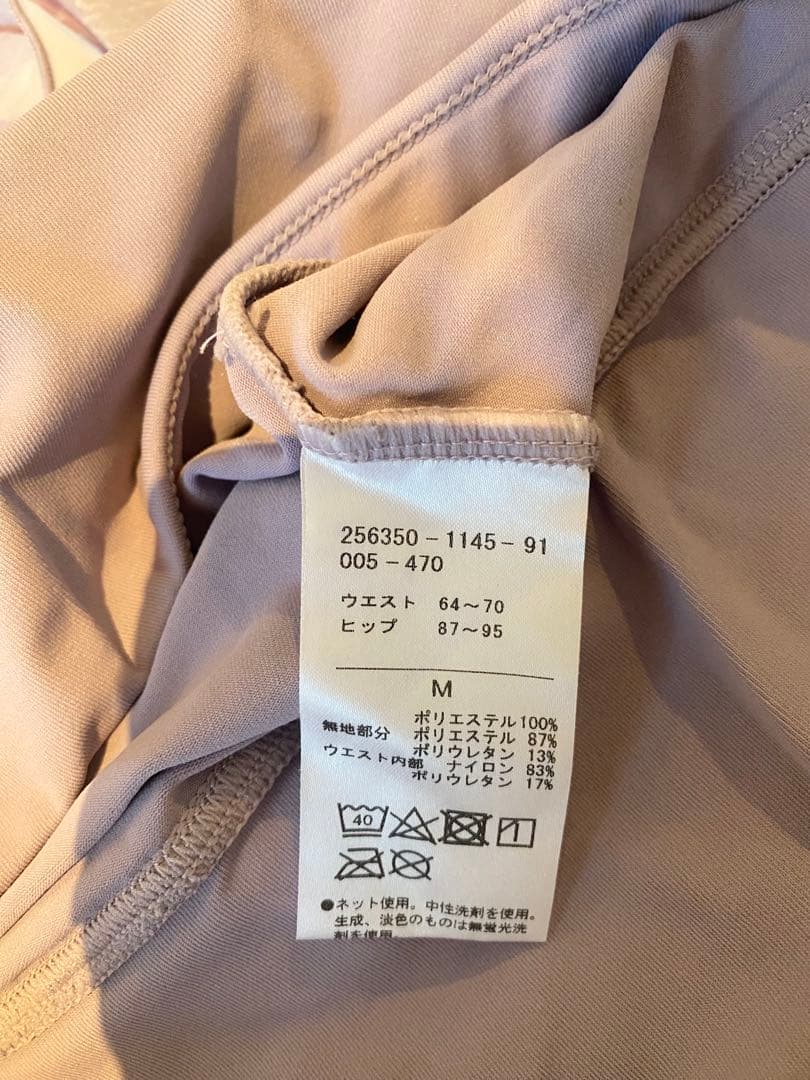 256350-1145-91
005-470
ウエスト 64～70
ヒップ 87～95
M
ポリエステル100%
無地部分 ポリエステル 87%
ポリウレタン 13%
ウエスト内部 ナイロン 83%
ポリウレタン 17%
40
1
●ネット使用。中性洗剤を使用。
生成、淡色のものは無蛍光洗
剤を使用。